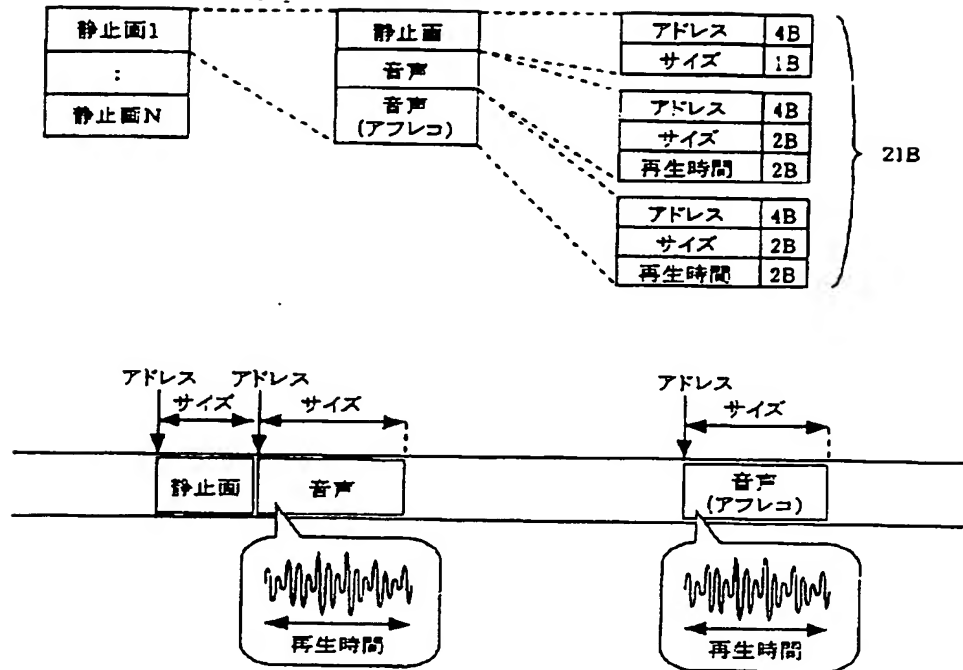 静止画1
:
静止画N
静止画
音声
音声
(アフレコ)
アドレス 4B
サイズ 1B
アドレス 4B
サイズ 2B
再生時間 2B
アドレス 4B
サイズ 2B
再生時間 2B
21B
アドレス アドレス
サイズ サイズ
静止画 音声
再生時間
アドレス
サイズ
音声
(アフレコ)
再生時間